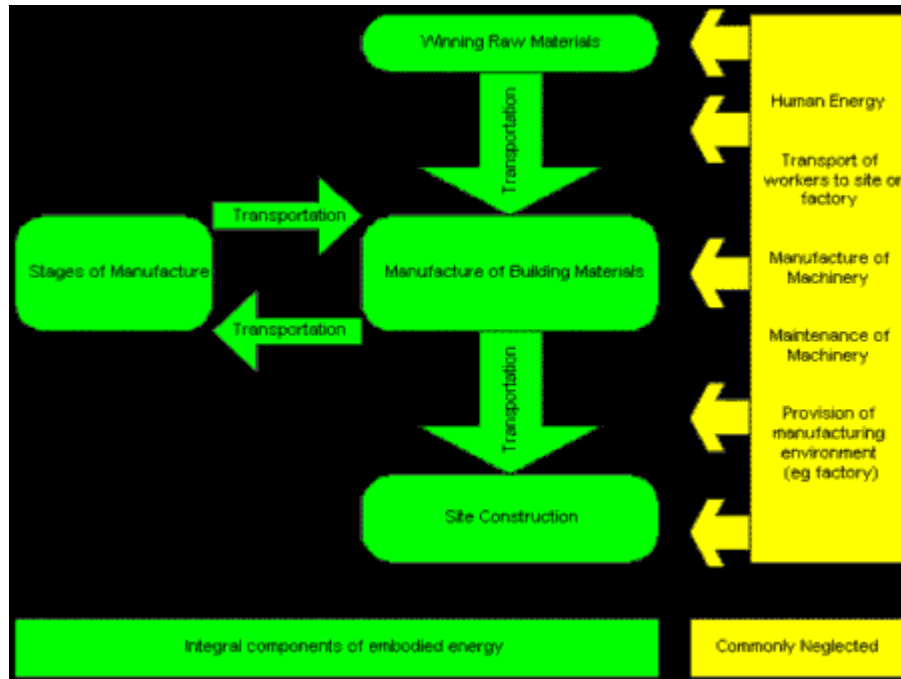 Winning Raw Materials
Transportation
Human Energy
Transport of
workers to site or
factory
Transportation
Stages of Manufacture
Manufacture of Building Materials
Manufacture of
Machinery
Transportation
Maintenance of
Machinery
Transportation
Provision of
manufacturing
environment
(eg factory)
Site Construction
Integral components of embodied energy
Commonly Neglected